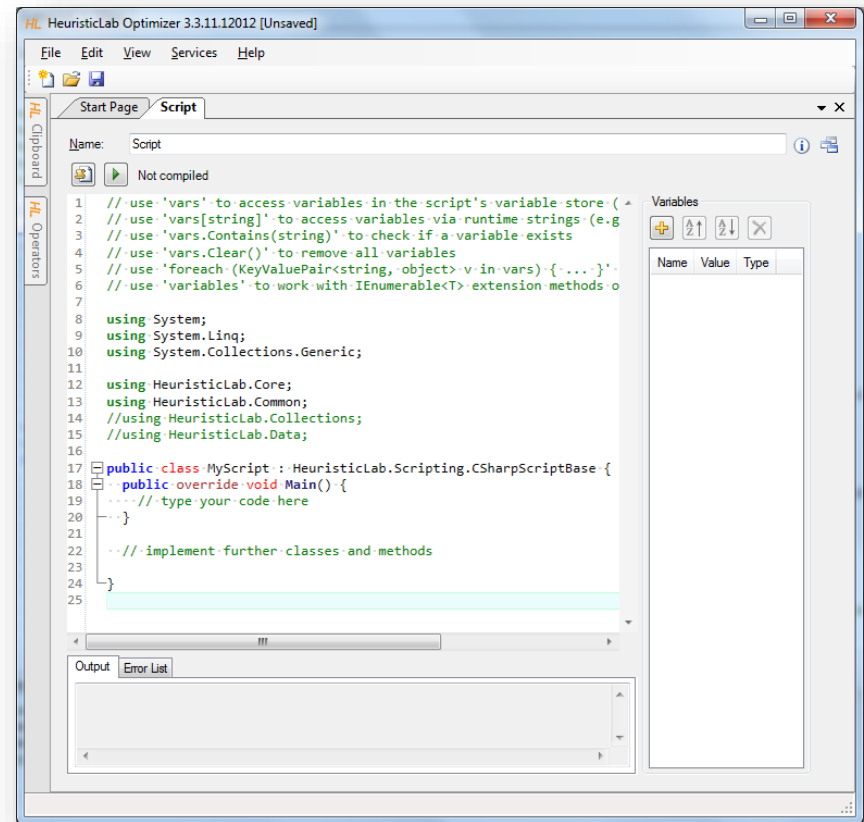 HL HeuristicLab Optimizer 3.3.11.12012 [Unsaved]
File Edit View Services Help
Start Page Script
HL Clipboard
HL Operators
Name: Script
Not compiled
1 // use 'vars' to access variables in the script's variable store (
2 // use 'vars[string]' to access variables via runtime strings (e.g
3 // use 'vars.Contains(string)' to check if a variable exists
4 // use 'vars.Clear()' to remove all variables
5 // use 'foreach (KeyValuePair<string, object> v in vars) { ... }'
6 // use 'variables' to work with IEnumerable<T> extension methods o
7
8 using System;
9 using System.Linq;
10 using System.Collections.Generic;
11
12 using HeuristicLab.Core;
13 using HeuristicLab.Common;
14 //using HeuristicLab.Collections;
15 //using HeuristicLab.Data;
16
17 public class MyScript : HeuristicLab.Scripting.CSharpScriptBase {
18 public override void Main() {
19 // type your code here
20 }
21
22 // implement further classes and methods
23
24 }
25
Variables
Name Value Type
Output Error List